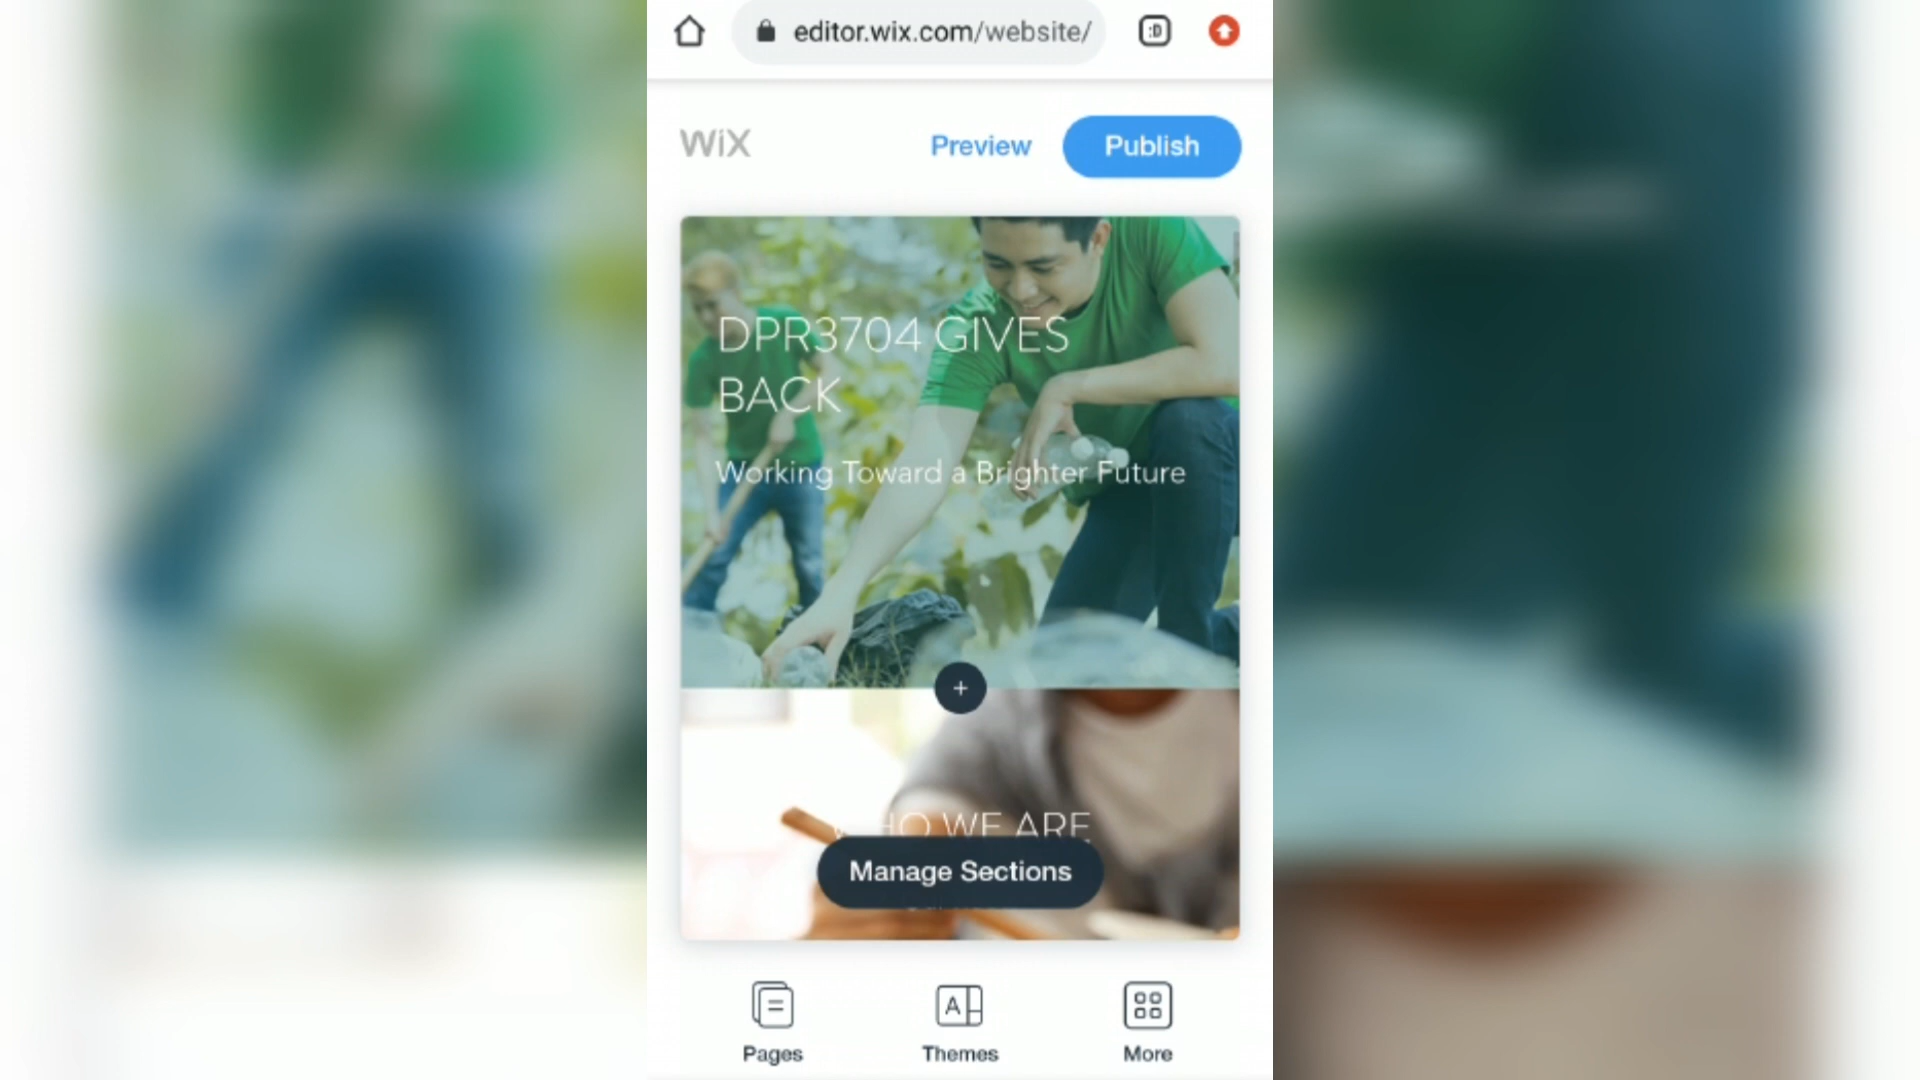 editor.wix.com/website/
:D
WiX
Preview
Publish
DPR3704 GIVES
BACK
Working Toward a Brighter Future
+
WHO WE ARE
Manage Sections
A
Pages
Themes
More